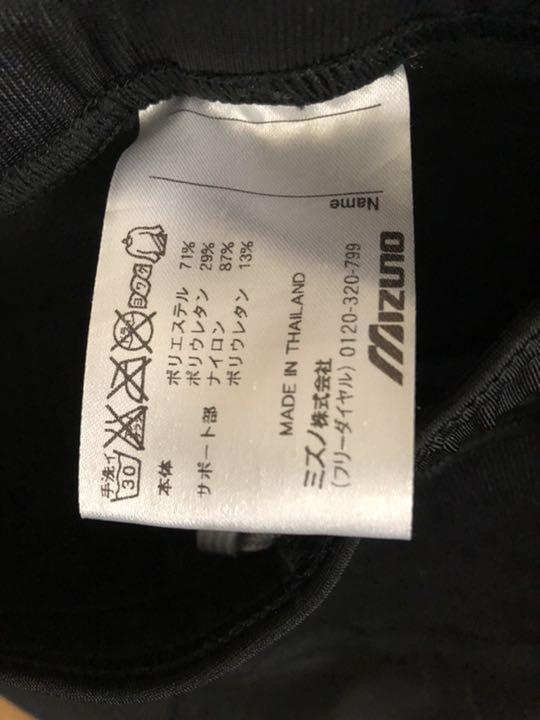 手洗イ
30
ドライ
ヨワク
本体 ポリエステル 71%
ポリウレタン 29%
サポート部 ナイロン 87%
ポリウレタン 13%
MADE IN THAILAND
ミズノ株式会社
(フリーダイヤル) 0120-320-799
MIZUNO
Name